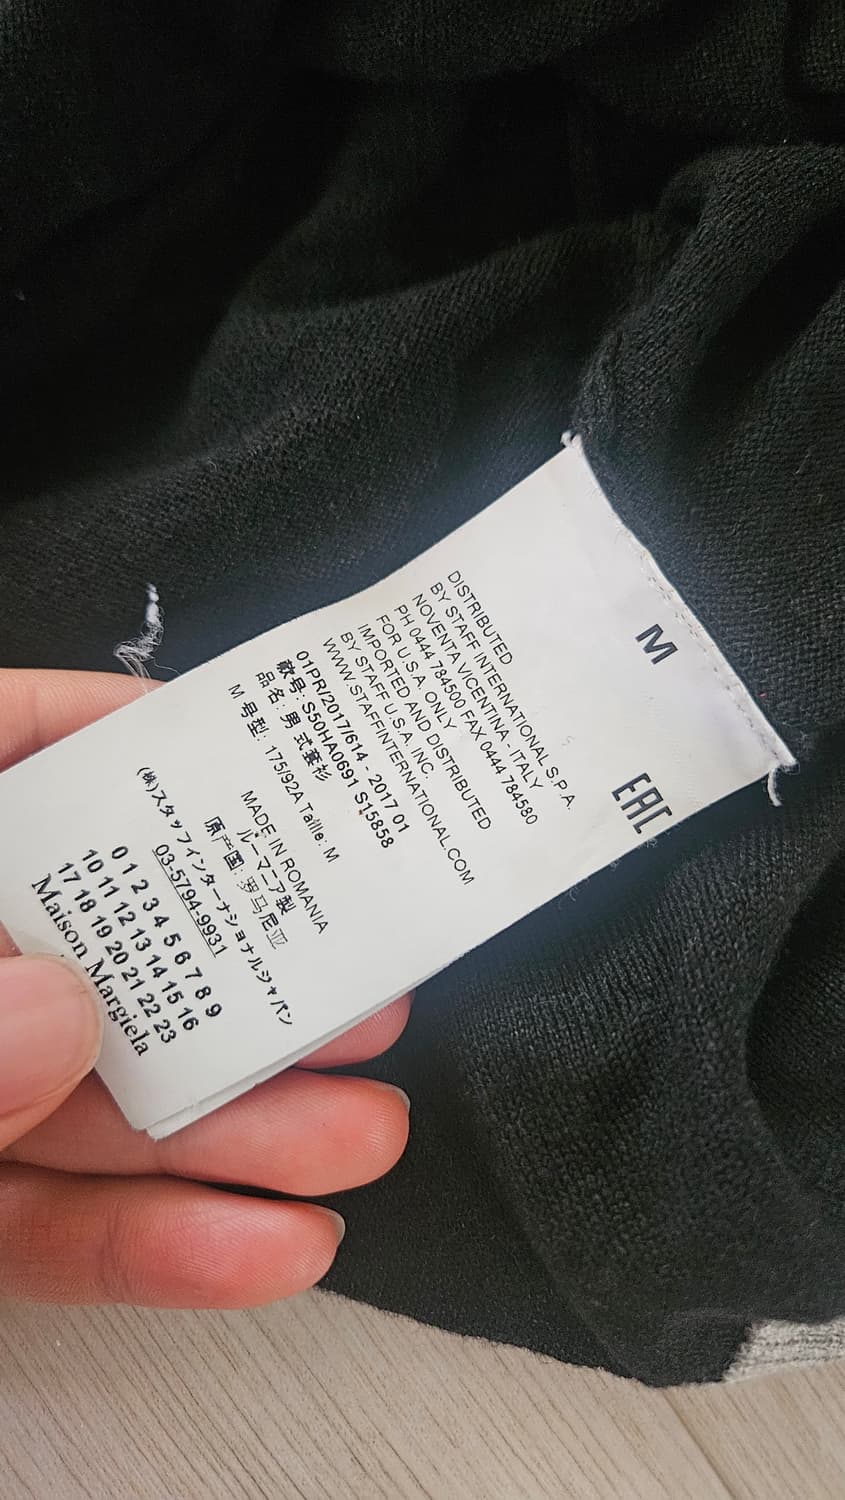 M
EAC
DISTRIBUTED
BY STAFF INTERNATIONAL S.P.A.
NOVENTA VICENTINA - ITALY
PH 0444 784500 FAX 0444 784580
FOR U.S.A. ONLY
IMPORTED AND DISTRIBUTED
BY STAFF U.S.A. INC.
WWW.STAFFINTERNATIONAL.COM
01PR/2017/614 - 2017 01
款号: S50HA0691 S15858
品名: 男 式套衫
M 号型: 175/92A Taille: M
MADE IN ROMANIA
ルーマニア製
原产国: 罗马尼亚
(株)スタッフインターナショナルジャパン
03-5794-9931
0 1 2 3 4 5 6 7 8 9
10 11 12 13 14 15 16
17 18 19 20 21 22 23
Maison Margiela